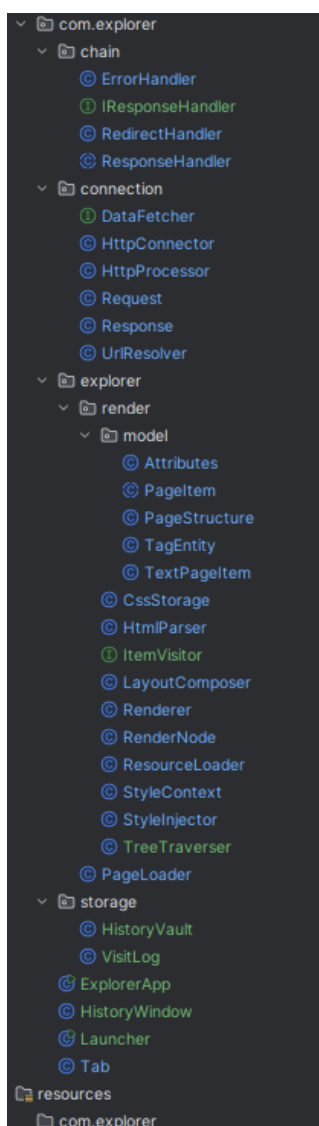 com.explorer
chain
ErrorHandler
IResponseHandler
RedirectHandler
ResponseHandler
connection
DataFetcher
HttpConnector
HttpProcessor
Request
Response
UrlResolver
explorer
render
model
Attributes
PageItem
PageStructure
TagEntity
TextPageItem
CssStorage
HtmlParser
ItemVisitor
LayoutComposer
Renderer
RenderNode
ResourceLoader
StyleContext
StyleInjector
TreeTraverser
PageLoader
storage
HistoryVault
VisitLog
ExplorerApp
HistoryWindow
Launcher
Tab
resources
com.explorer